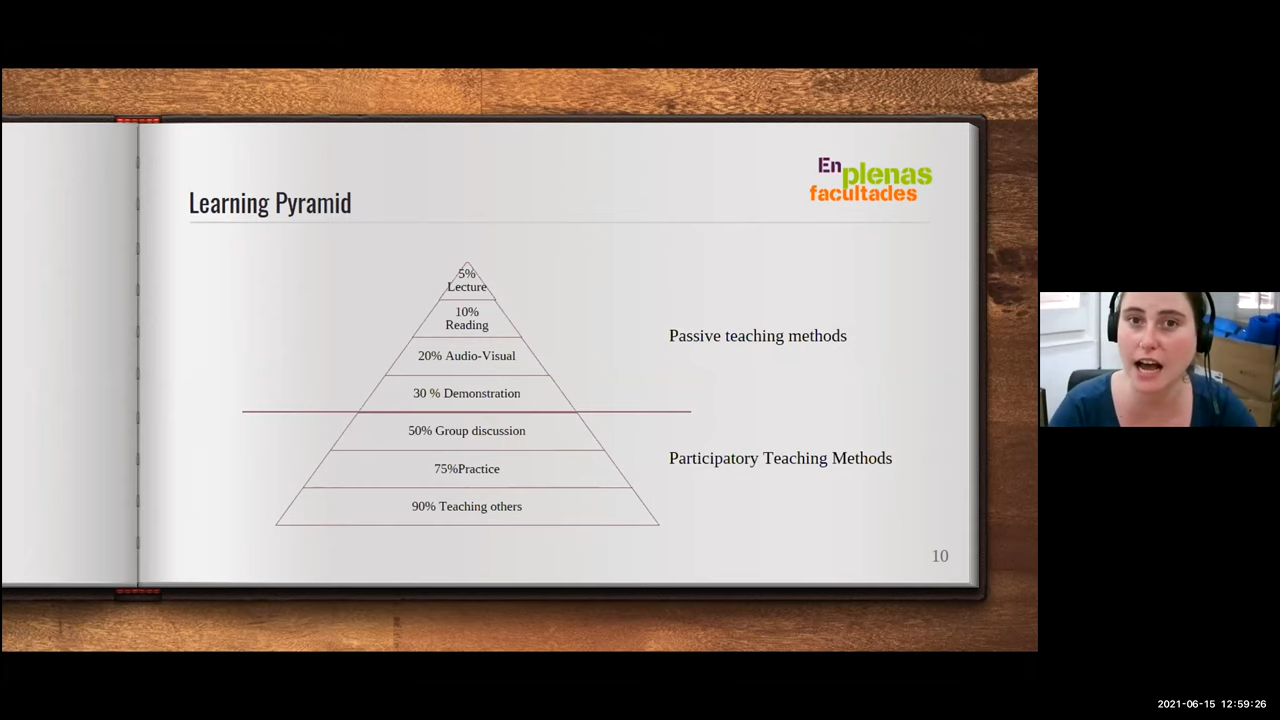 En
plenas
facultades
Learning Pyramid
5%
Lecture
10%
Reading
20% Audio-Visual
30 % Demonstration
50% Group discussion
75%Practice
90% Teaching others
Passive teaching methods
Participatory Teaching Methods
10
2021-06-15 12:59:26